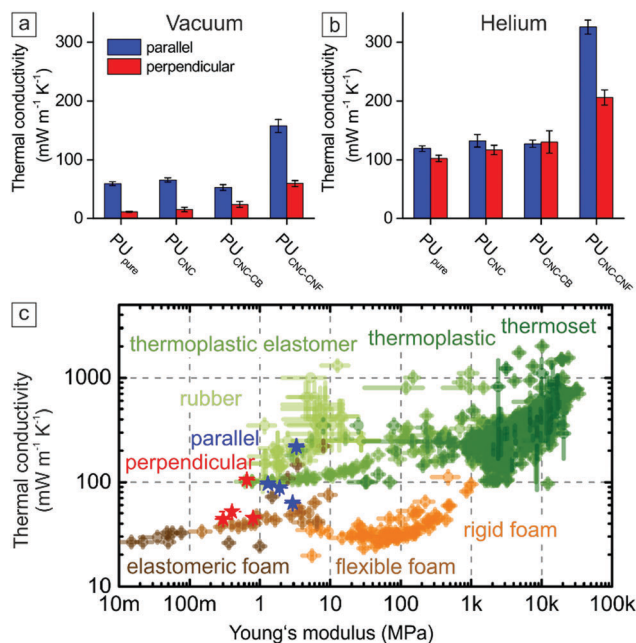 a
Vacuum
300
200
100
0
Thermal conductivity
(mW m⁻¹ K⁻¹)
parallel
perpendicular
PU pure
PU CNC
PU CNC-CB
PU CNC-CNF
b
Helium
300
200
100
0
Thermal conductivity
(mW m⁻¹ K⁻¹)
PU pure
PU CNC
PU CNC-CB
PU CNC-CNF
c
thermoplastic elastomer
thermoplastic
thermoset
rubber
parallel
perpendicular
elastomeric foam
flexible foam
rigid foam
1000
100
10
Thermal conductivity
(mW m⁻¹ K⁻¹)
10m 100m 1 10 100 1k 10k 100k
Young's modulus (MPa)